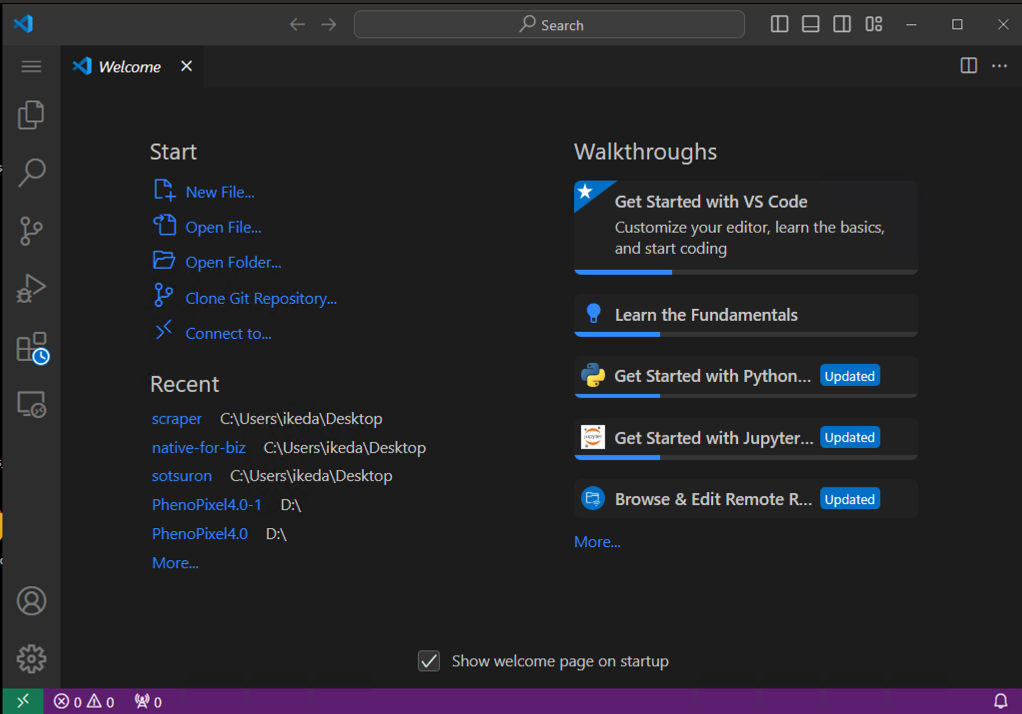 Search
Welcome
Start
New File...
Open File...
Open Folder...
Clone Git Repository...
Connect to...
Recent
scraper C:\Users\ikeda\Desktop
native-for-biz C:\Users\ikeda\Desktop
sotsuron C:\Users\ikeda\Desktop
PhenoPixel4.0-1 D:\
PhenoPixel4.0 D:\
More...
Walkthroughs
Get Started with VS Code
Customize your editor, learn the basics,
and start coding
Learn the Fundamentals
Get Started with Python... Updated
Get Started with Jupyter... Updated
Browse & Edit Remote R... Updated
More...
Show welcome page on startup
0 0 0